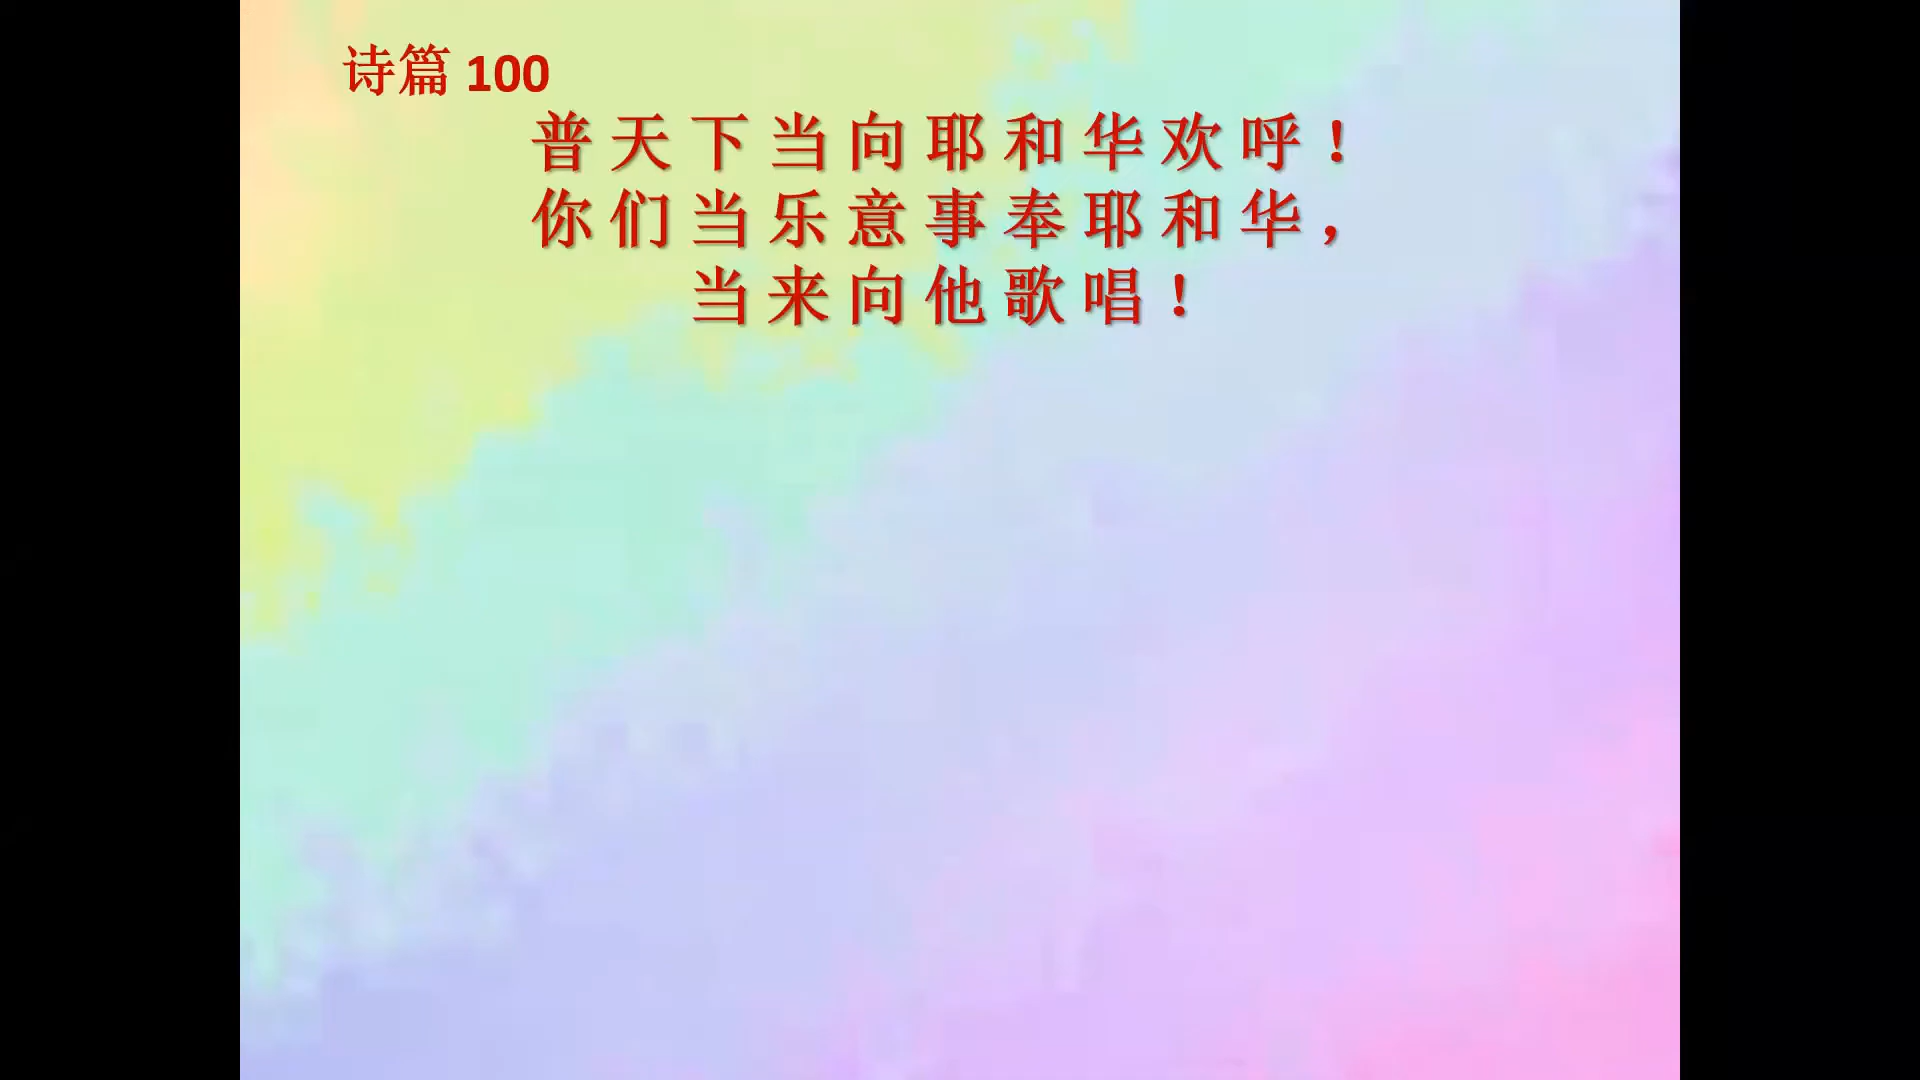 诗篇 100
普天下当向耶和华欢呼！
你们当乐意事奉耶和华，
当来向他歌唱！